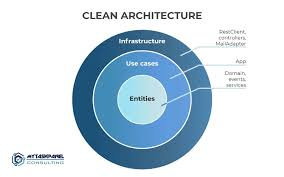 CLEAN ARCHITECTURE
Infrastructure
Use cases
Entities
RestClient,
controllers,
MailAdapter
App
Domain,
events,
services
CONSULTING